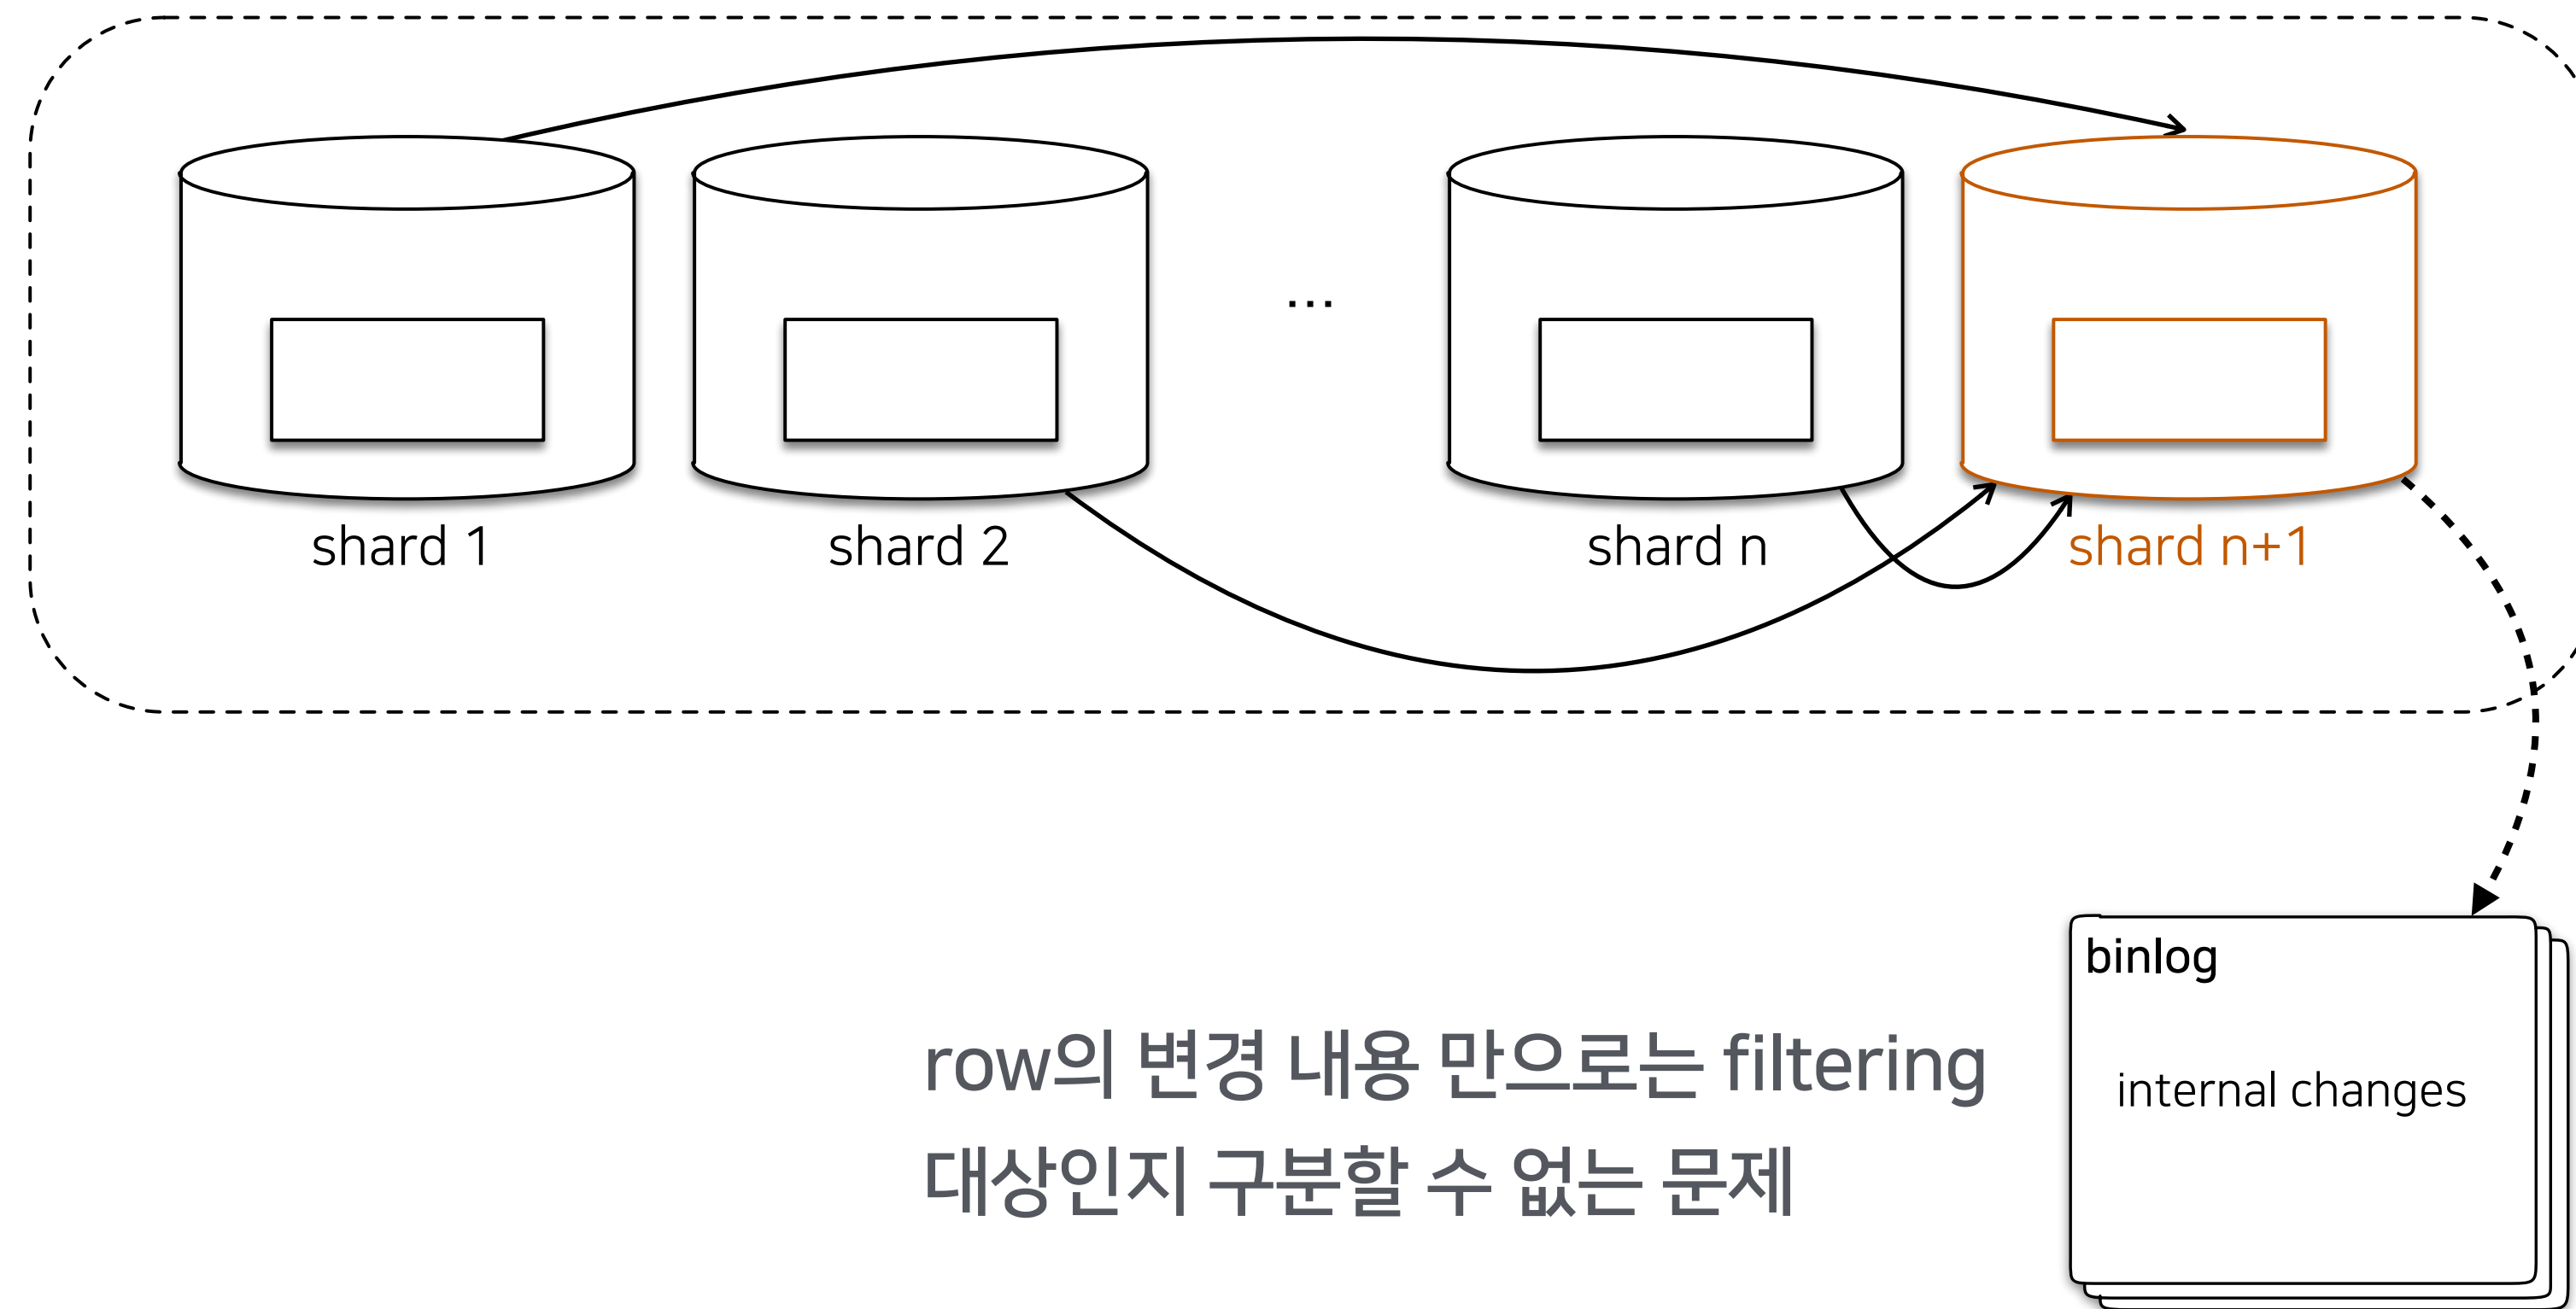 ...
shard 1
shard 2
shard n
shard n+1
binlog
internal changes
row의 변경 내용 만으로는 filtering
대상인지 구분할 수 없는 문제